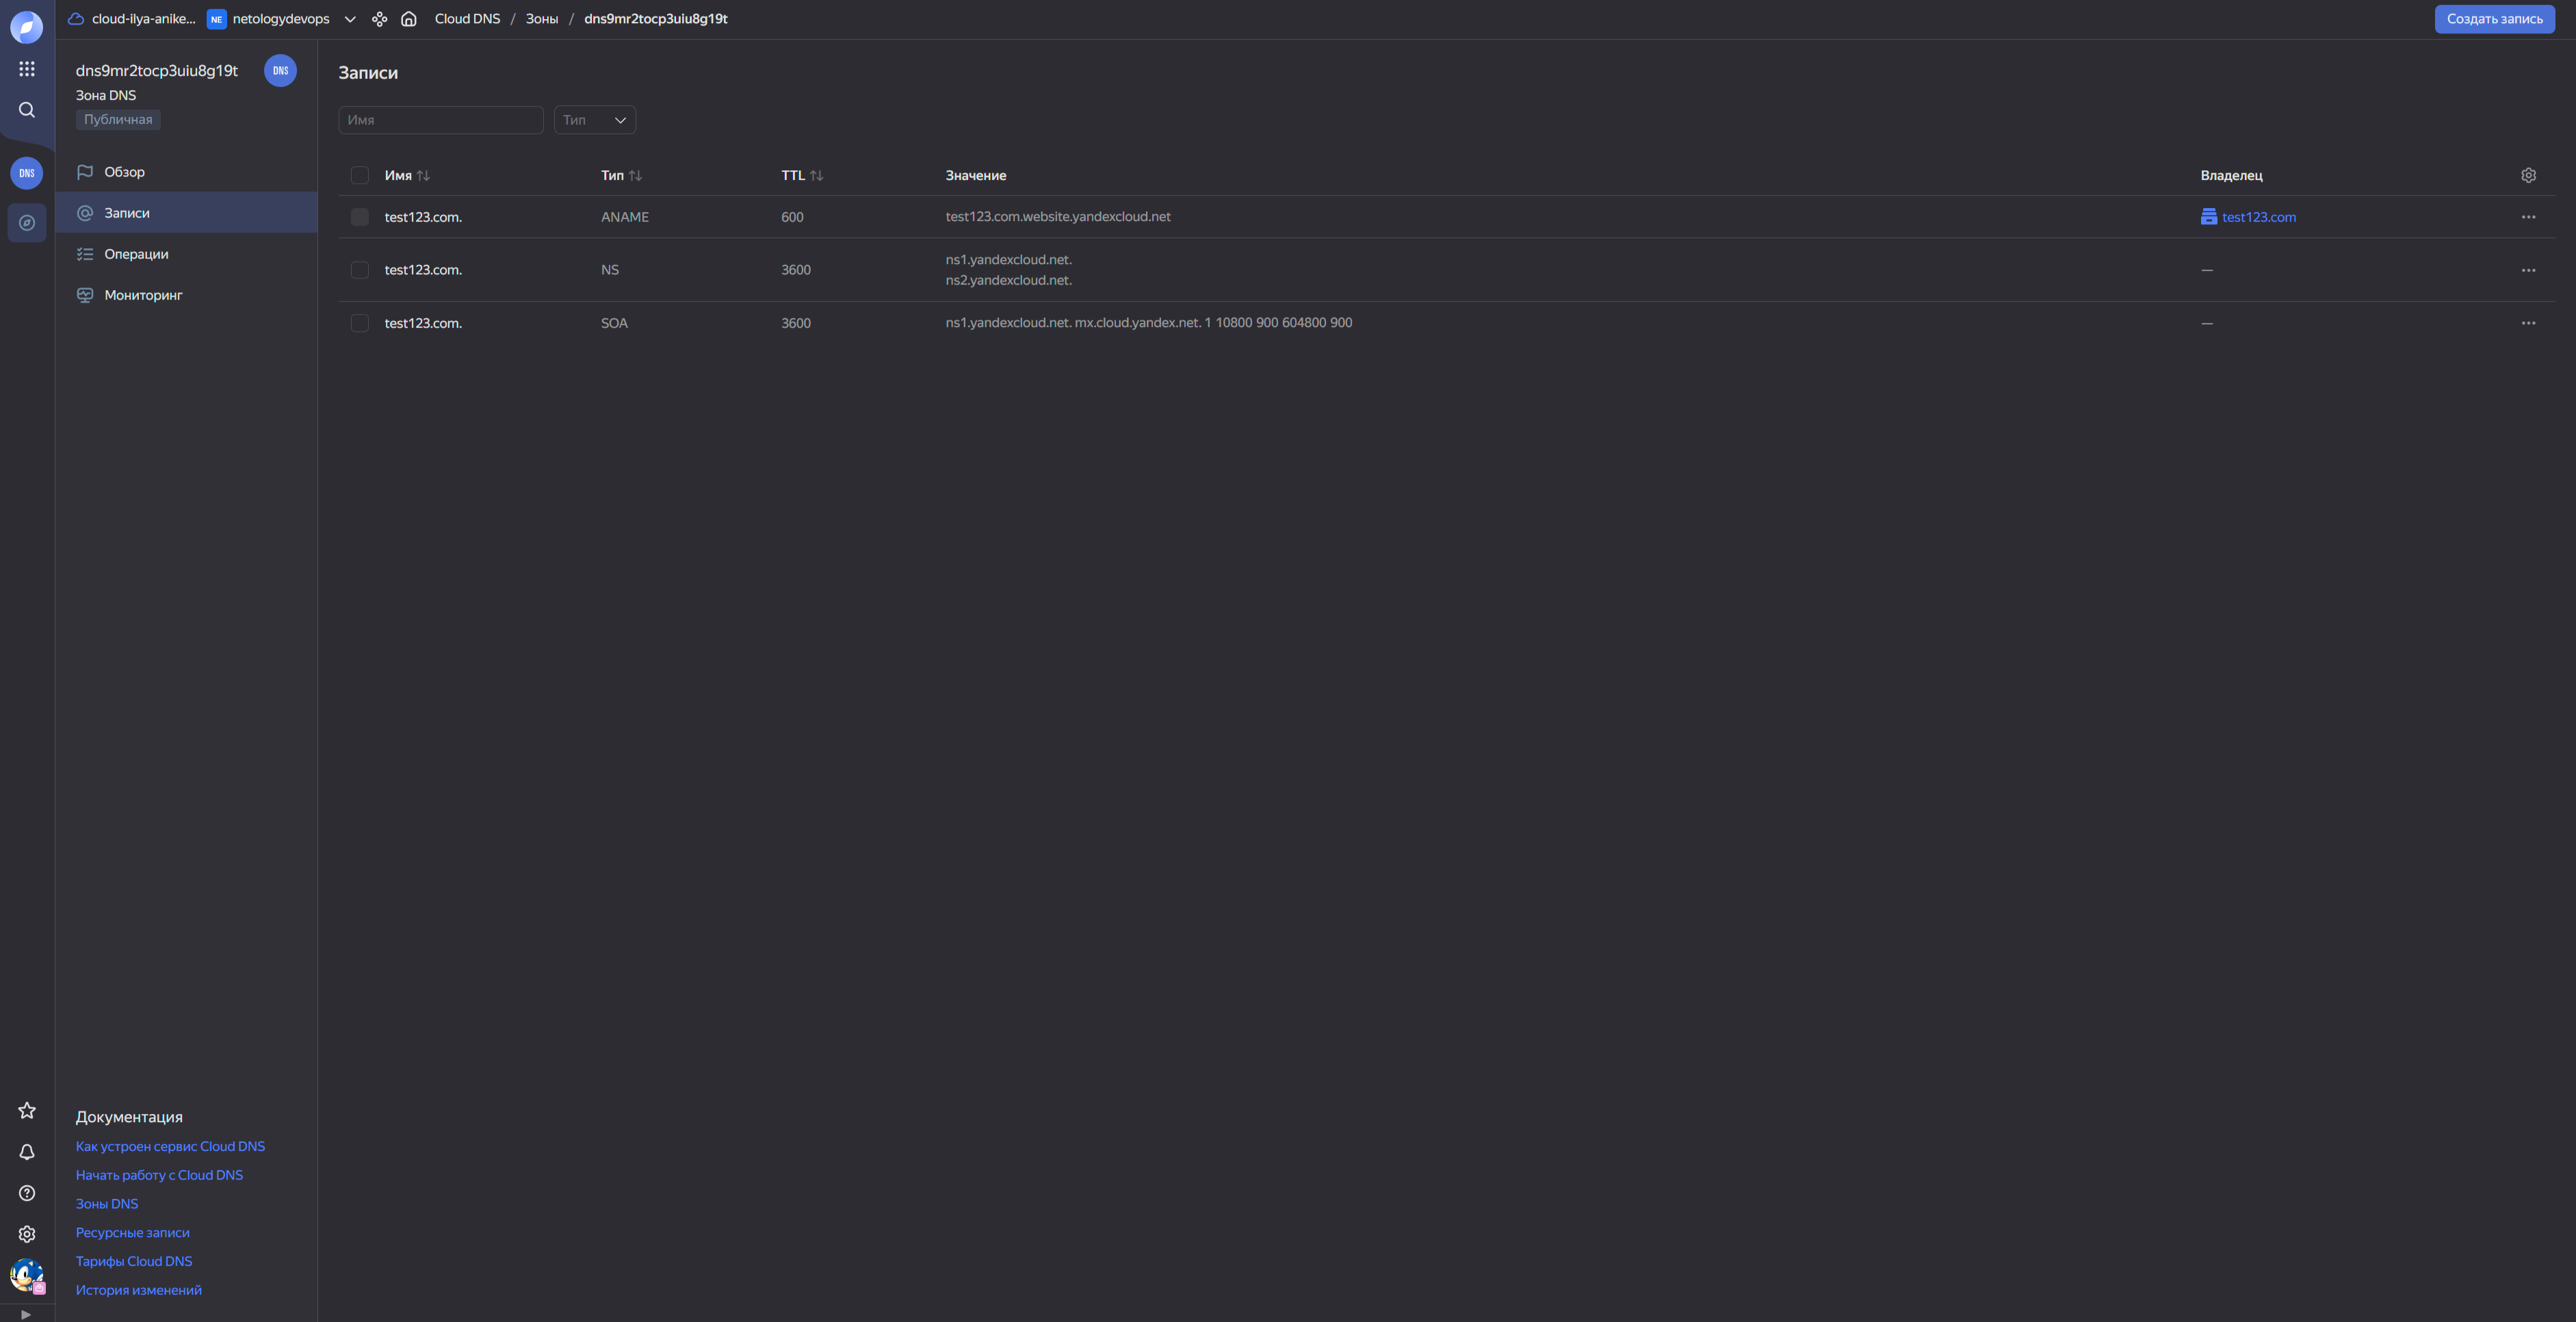 cloud-ilya-anike... NE netologydevops Cloud DNS / Зоны / dns9mr2tocp3uiu8g19t Создать запись
dns9mr2tocp3uiu8g19t DNS
Зона DNS
Публичная
DNS
Обзор
Записи
Операции
Мониторинг
Документация
Как устроен сервис Cloud DNS
Начать работу с Cloud DNS
Зоны DNS
Ресурсные записи
Тарифы Cloud DNS
История изменений
Записи
Имя Тип
Имя Тип TTL Значение Владелец
test123.com. ANAME 600 test123.com.website.yandexcloud.net test123.com
test123.com. NS 3600 ns1.yandexcloud.net. —
ns2.yandexcloud.net.
test123.com. SOA 3600 ns1.yandexcloud.net. mx.cloud.yandex.net. 1 10800 900 604800 900 —